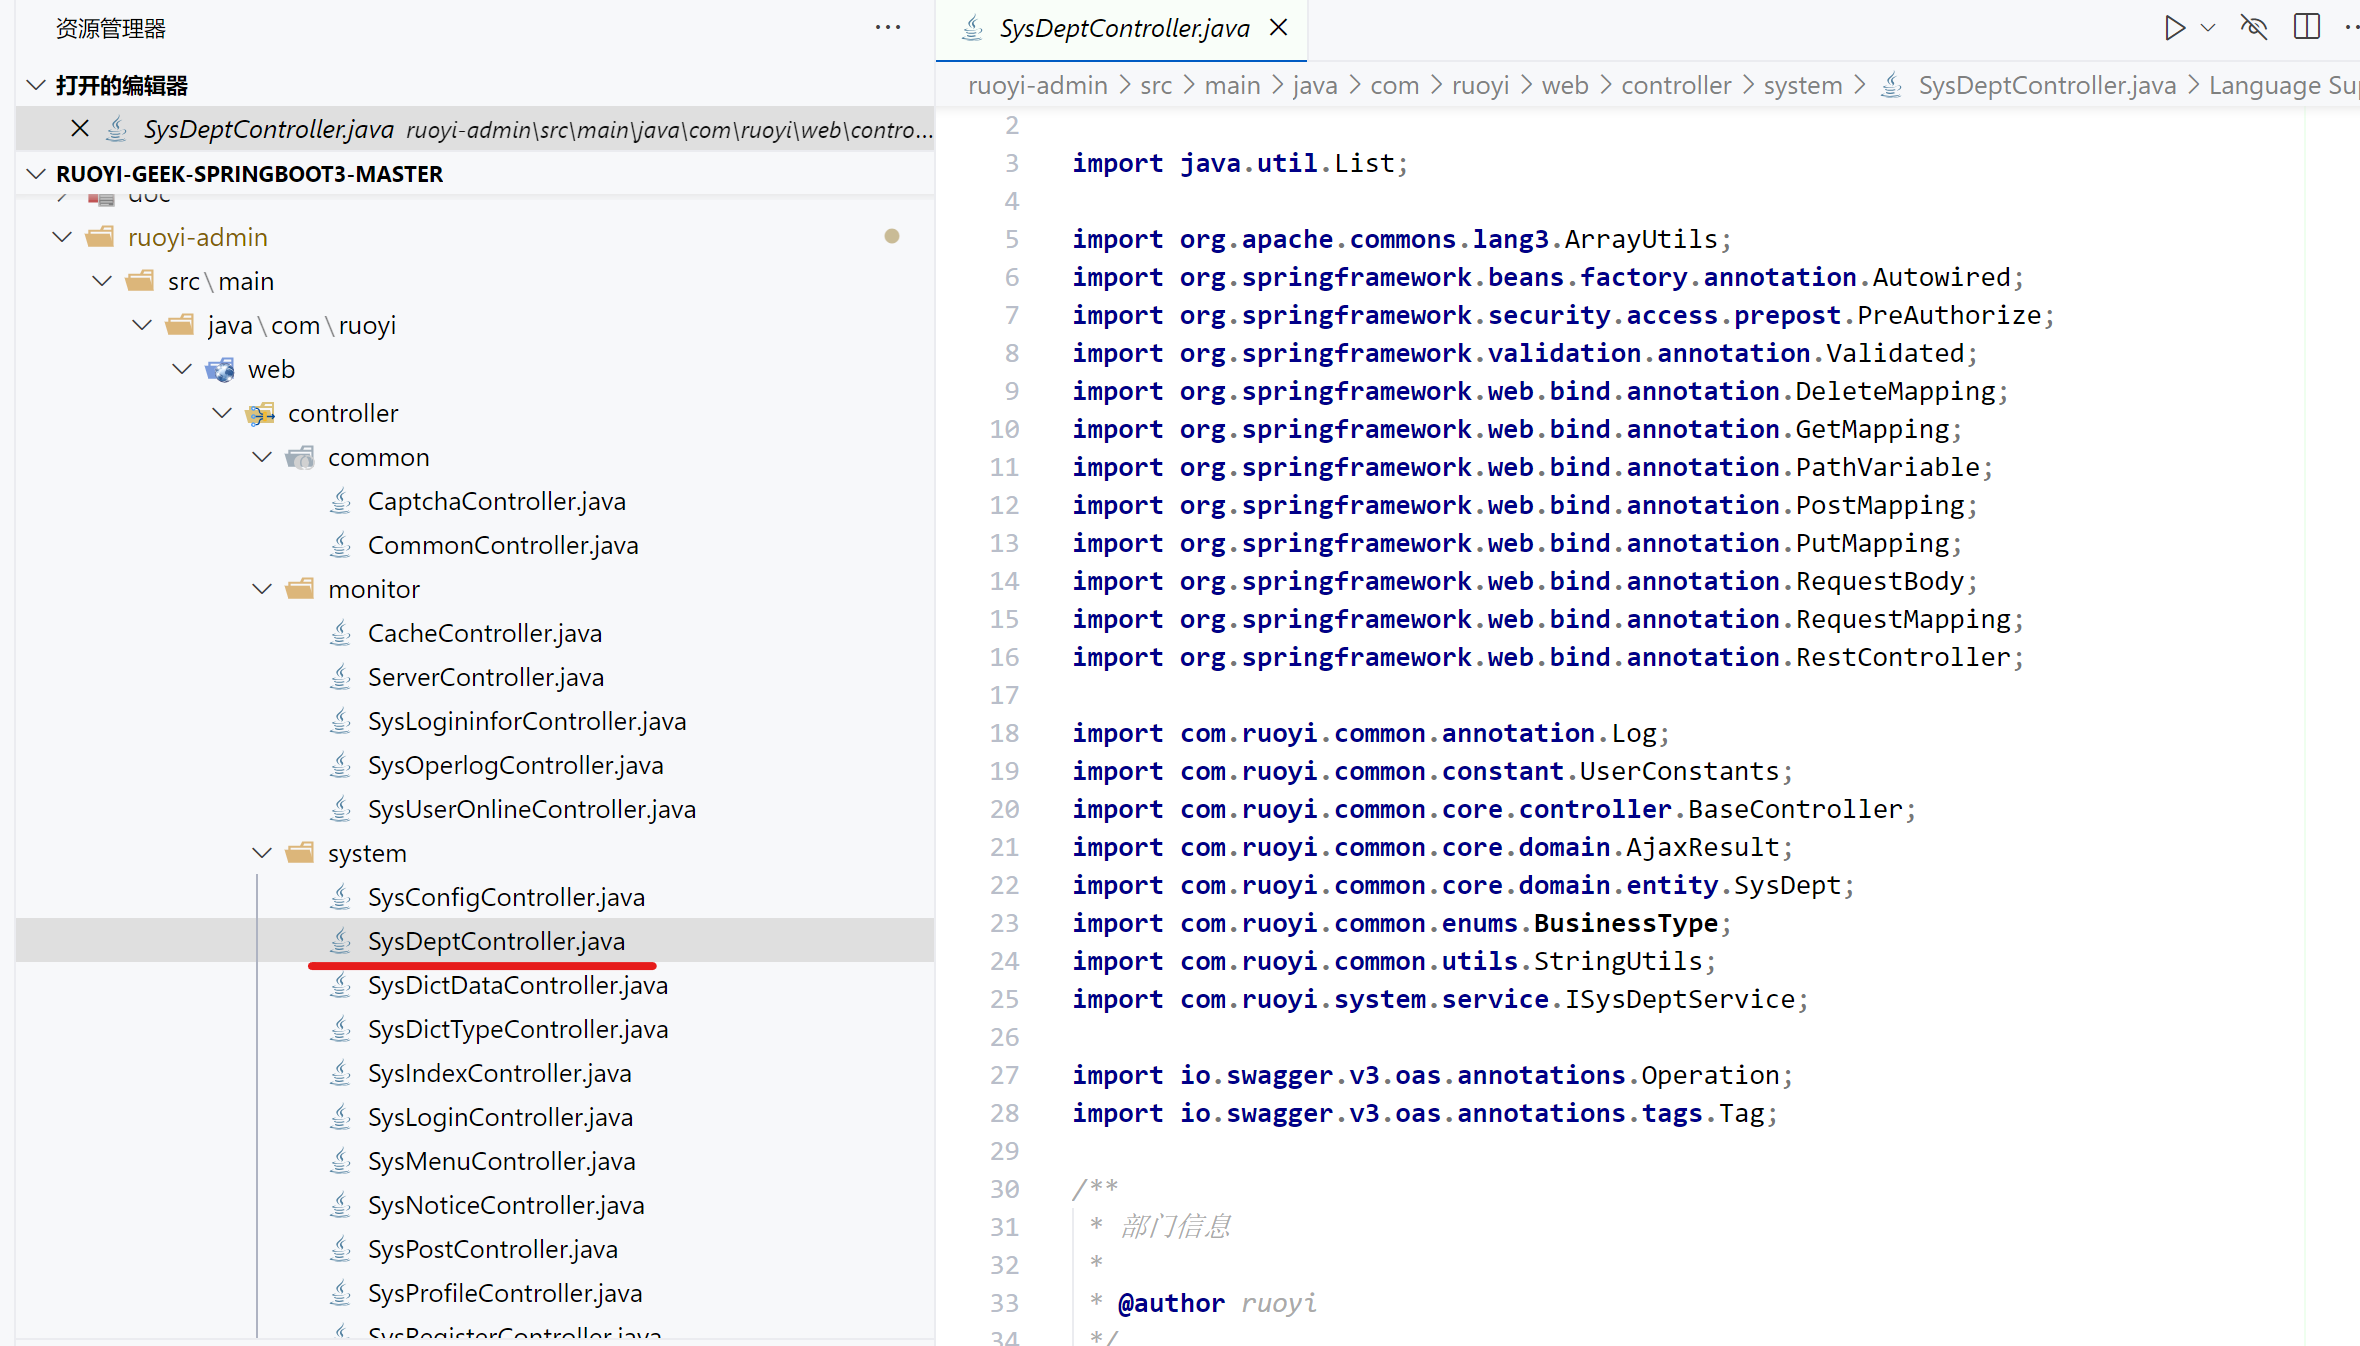 资源管理器
打开的编辑器
SysDeptController.java ruoyi-admin\src\main\java\com\ruoyi\web\contro...
RUOYI-GEEK-SPRINGBOOT3-MASTER
doc
ruoyi-admin
src\main
java\com\ruoyi
web
controller
common
CaptchaController.java
CommonController.java
monitor
CacheController.java
ServerController.java
SysLogininforController.java
SysOperlogController.java
SysUserOnlineController.java
system
SysConfigController.java
SysDeptController.java
SysDictDataController.java
SysDictTypeController.java
SysIndexController.java
SysLoginController.java
SysMenuController.java
SysNoticeController.java
SysPostController.java
SysProfileController.java
SysRegisterController.java
SysDeptController.java
ruoyi-admin > src > main > java > com > ruoyi > web > controller > system > SysDeptController.java > Language Sup
2
3 import java.util.List;
4
5 import org.apache.commons.lang3.ArrayUtils;
6 import org.springframework.beans.factory.annotation.Autowired;
7 import org.springframework.security.access.prepost.PreAuthorize;
8 import org.springframework.validation.annotation.Validated;
9 import org.springframework.web.bind.annotation.DeleteMapping;
10 import org.springframework.web.bind.annotation.GetMapping;
11 import org.springframework.web.bind.annotation.PathVariable;
12 import org.springframework.web.bind.annotation.PostMapping;
13 import org.springframework.web.bind.annotation.PutMapping;
14 import org.springframework.web.bind.annotation.RequestBody;
15 import org.springframework.web.bind.annotation.RequestMapping;
16 import org.springframework.web.bind.annotation.RestController;
17
18 import com.ruoyi.common.annotation.Log;
19 import com.ruoyi.common.constant.UserConstants;
20 import com.ruoyi.common.core.controller.BaseController;
21 import com.ruoyi.common.core.domain.AjaxResult;
22 import com.ruoyi.common.core.domain.entity.SysDept;
23 import com.ruoyi.common.enums.BusinessType;
24 import com.ruoyi.common.utils.StringUtils;
25 import com.ruoyi.system.service.ISysDeptService;
26
27 import io.swagger.v3.oas.annotations.Operation;
28 import io.swagger.v3.oas.annotations.tags.Tag;
29
30 /**
31 * 部门信息
32 *
33 * @author ruoyi
34 */